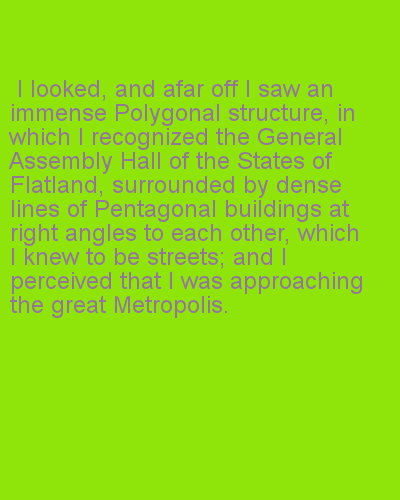 I looked, and afar off I saw an
immense Polygonal structure, in
which I recognized the General
Assembly Hall of the States of
Flatland, surrounded by dense
lines of Pentagonal buildings at
right angles to each other, which
I knew to be streets; and I
perceived that I was approaching
the great Metropolis.